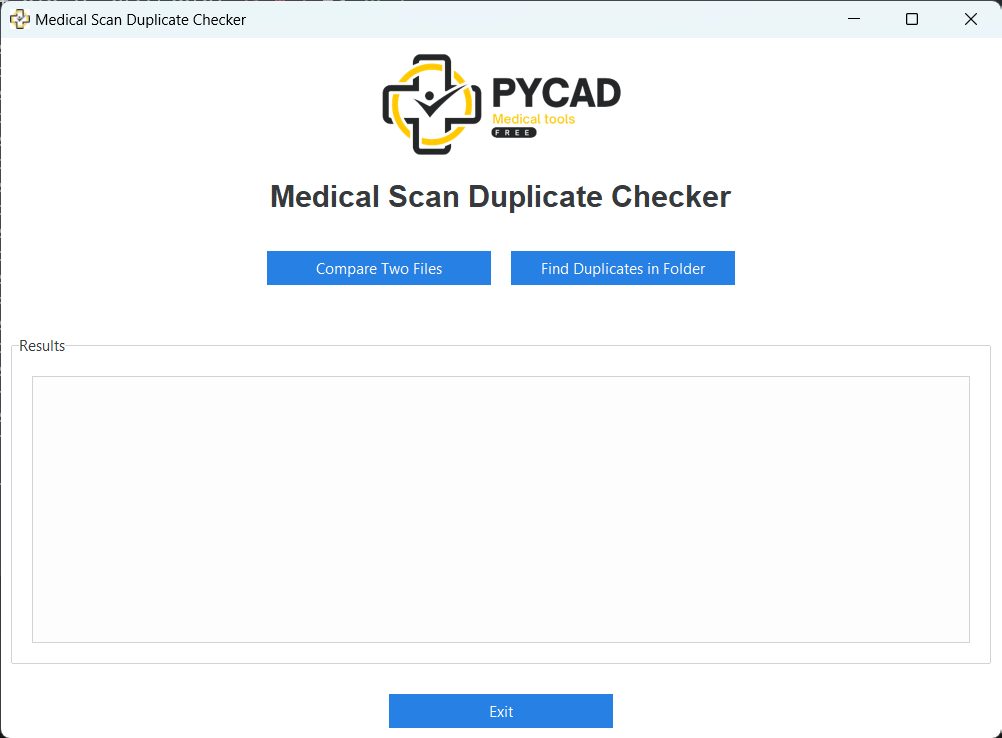 Medical Scan Duplicate Checker
PYCAD
Medical tools
FREE
Medical Scan Duplicate Checker
Compare Two Files
Find Duplicates in Folder
Results
Exit